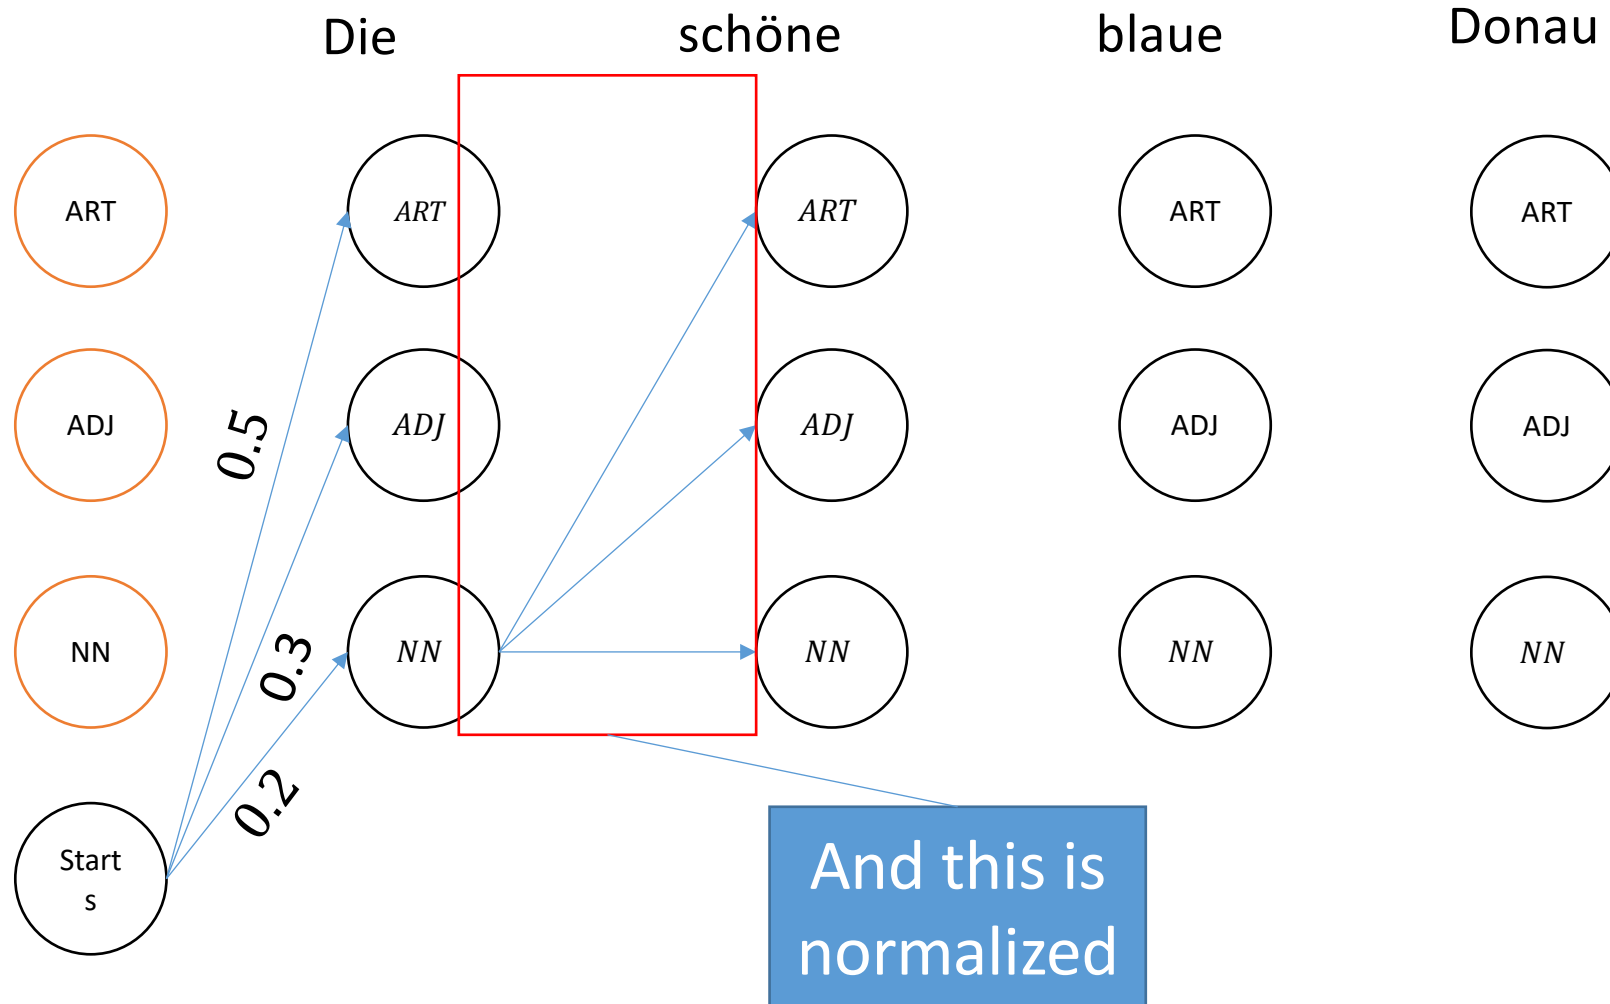 Die schöne blaue Donau
ART ART ART ART ART
0.5
ADJ ADJ ADJ ADJ ADJ
0.3
NN NN NN NN NN
0.2
Start
s
And this is
normalized